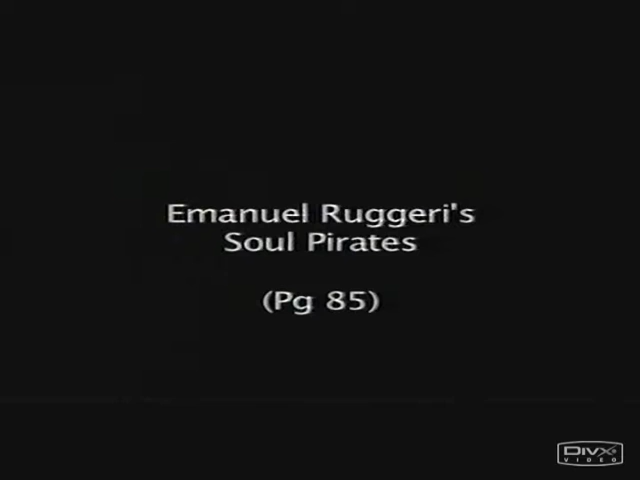 Emanuel Ruggeri's
Soul Pirates
(Pg 85)
DIVX
VIDEO